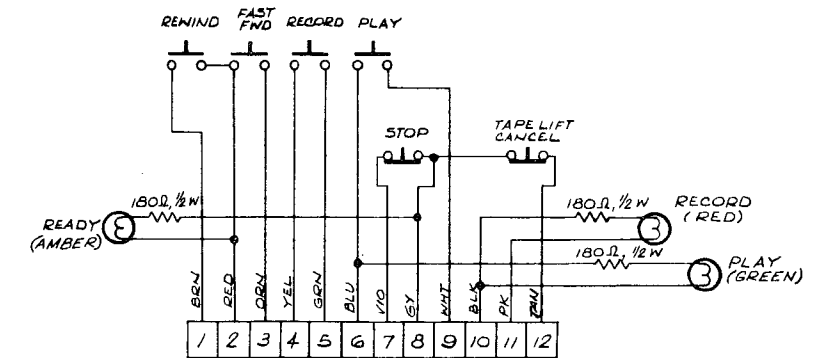 REWIND FAST FWD RECORD PLAY
STOP TAPE LIFT CANCEL
180Ω, ½W
READY (AMBER)
180Ω, ½W
RECORD (RED)
180Ω, ½W
PLAY (GREEN)
BRN RED ORN YEL GRN BLU VIO GY WHT BLK PK TAN
1 2 3 4 5 6 7 8 9 10 11 12